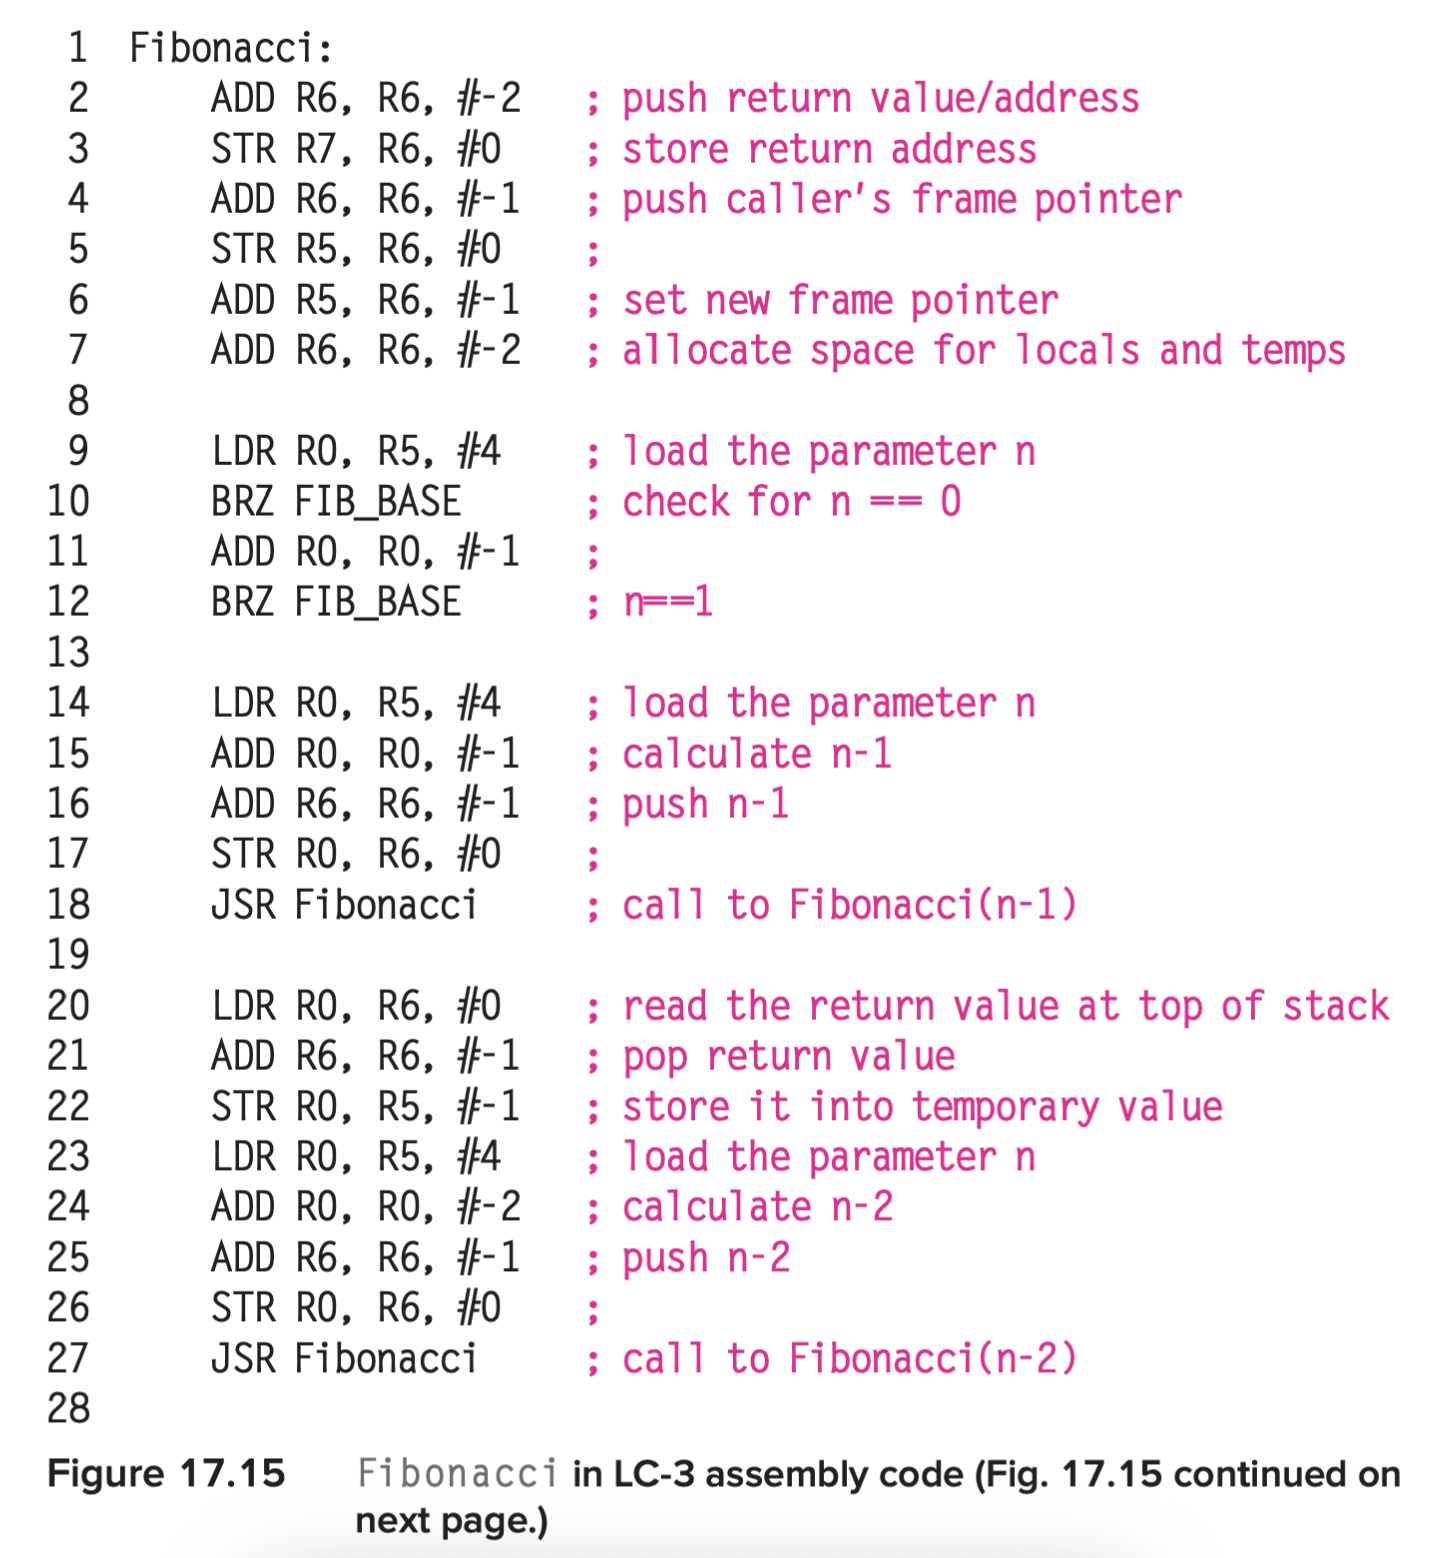 1 Fibonacci:
2 ADD R6, R6, #-2 ; push return value/address
3 STR R7, R6, #0 ; store return address
4 ADD R6, R6, #-1 ; push caller's frame pointer
5 STR R5, R6, #0 ;
6 ADD R5, R6, #-1 ; set new frame pointer
7 ADD R6, R6, #-2 ; allocate space for locals and temps
8
9 LDR R0, R5, #4 ; load the parameter n
10 BRZ FIB_BASE ; check for n == 0
11 ADD R0, R0, #-1 ;
12 BRZ FIB_BASE ; n==1
13
14 LDR R0, R5, #4 ; load the parameter n
15 ADD R0, R0, #-1 ; calculate n-1
16 ADD R6, R6, #-1 ; push n-1
17 STR R0, R6, #0 ;
18 JSR Fibonacci ; call to Fibonacci(n-1)
19
20 LDR R0, R6, #0 ; read the return value at top of stack
21 ADD R6, R6, #-1 ; pop return value
22 STR R0, R5, #-1 ; store it into temporary value
23 LDR R0, R5, #4 ; load the parameter n
24 ADD R0, R0, #-2 ; calculate n-2
25 ADD R6, R6, #-1 ; push n-2
26 STR R0, R6, #0 ;
27 JSR Fibonacci ; call to Fibonacci(n-2)
28
Figure 17.15 Fibonacci in LC-3 assembly code (Fig. 17.15 continued on
next page.)